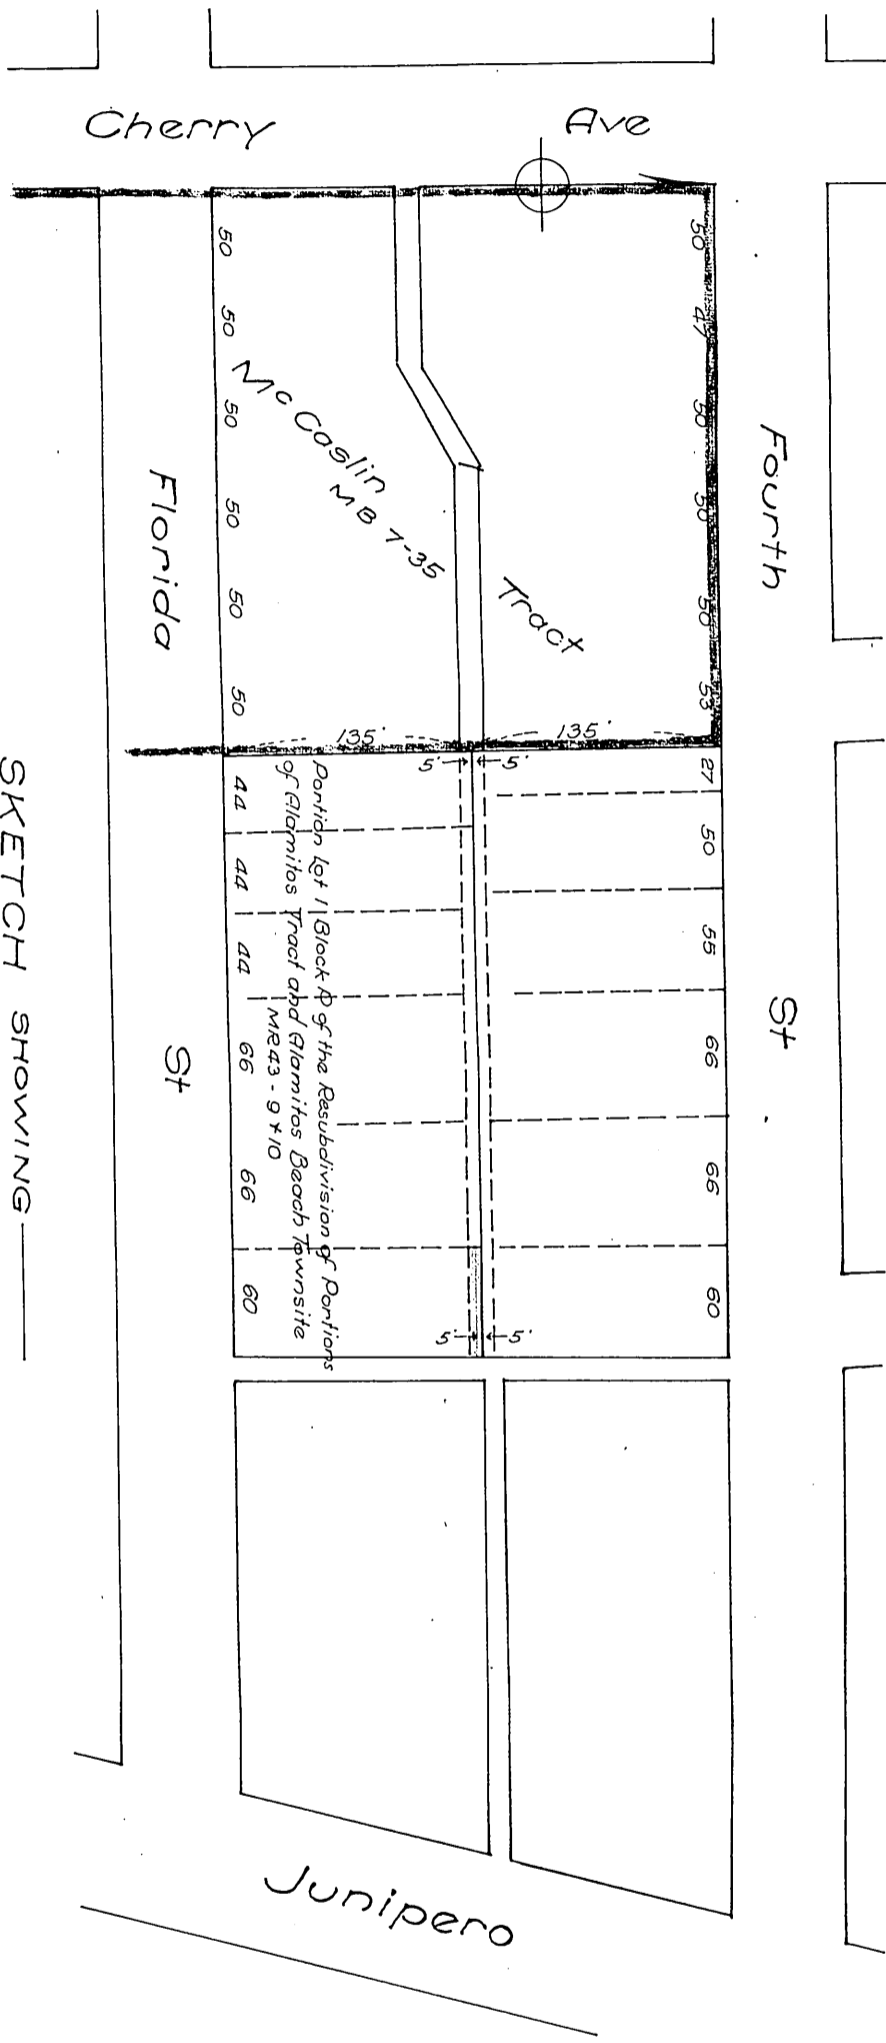 Cherry Ave
Fourth St
50 47 50 50 50 53 27 50 55 66 66 60
Mc Caslin Tract
MB 7-35
135' 135'
5' 5'
5' 5'
Portion Lot 1 Block of the Resubdivision of Portions
of Alamitos Tract and Alamitos Beach Townsite
MR 43 - 9 + 10
50 50 50 50 50 50 44 44 44 66 66 60
Florida St
Junipero
SKETCH SHOWING